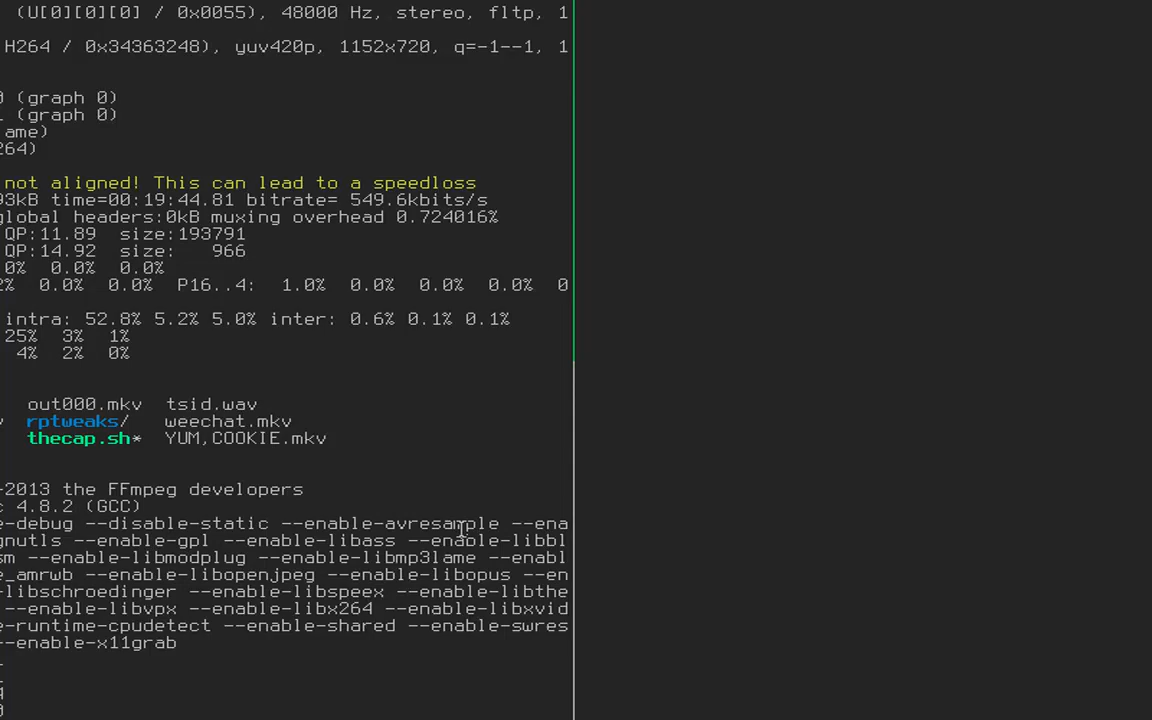 (U[0][0][0] / 0x0055), 48000 Hz, stereo, fltp, 1
H264 / 0x34363248), yuv420p, 1152x720, q=-1--1, 1
0 (graph 0)
(graph 0)
ame)
264)
not aligned! This can lead to a speedloss
93kB time=00:19:44.81 bitrate= 549.6kbits/s
global headers:0kB muxing overhead 0.724016%
QP:11.89  size:193791
QP:14.92  size:   966
0%  0.0%  0.0%
2%  0.0%  0.0%  P16..4:  1.0%  0.0%  0.0%  0.0%  0
intra: 52.8% 5.2% 5.0% inter: 0.6% 0.1% 0.1%
25%  3%  1%
4%  2%  0%
out000.mkv  tsid.wav
rptweaks/   weechat.mkv
thecap.sh*  YUM,COOKIE.mkv
-2013 the FFmpeg developers
c 4.8.2 (GCC)
e-debug --disable-static --enable-avresample --ena
gnutls --enable-gpl --enable-libass --enable-libbl
sm --enable-libmodplug --enable-libmp3lame --enabl
e_amrwb --enable-libopenjpeg --enable-libopus --en
-libschroedinger --enable-libspeex --enable-libthe
--enable-libvpx --enable-libx264 --enable-libxvid
e-runtime-cpudetect --enable-shared --enable-swres
--enable-x11grab